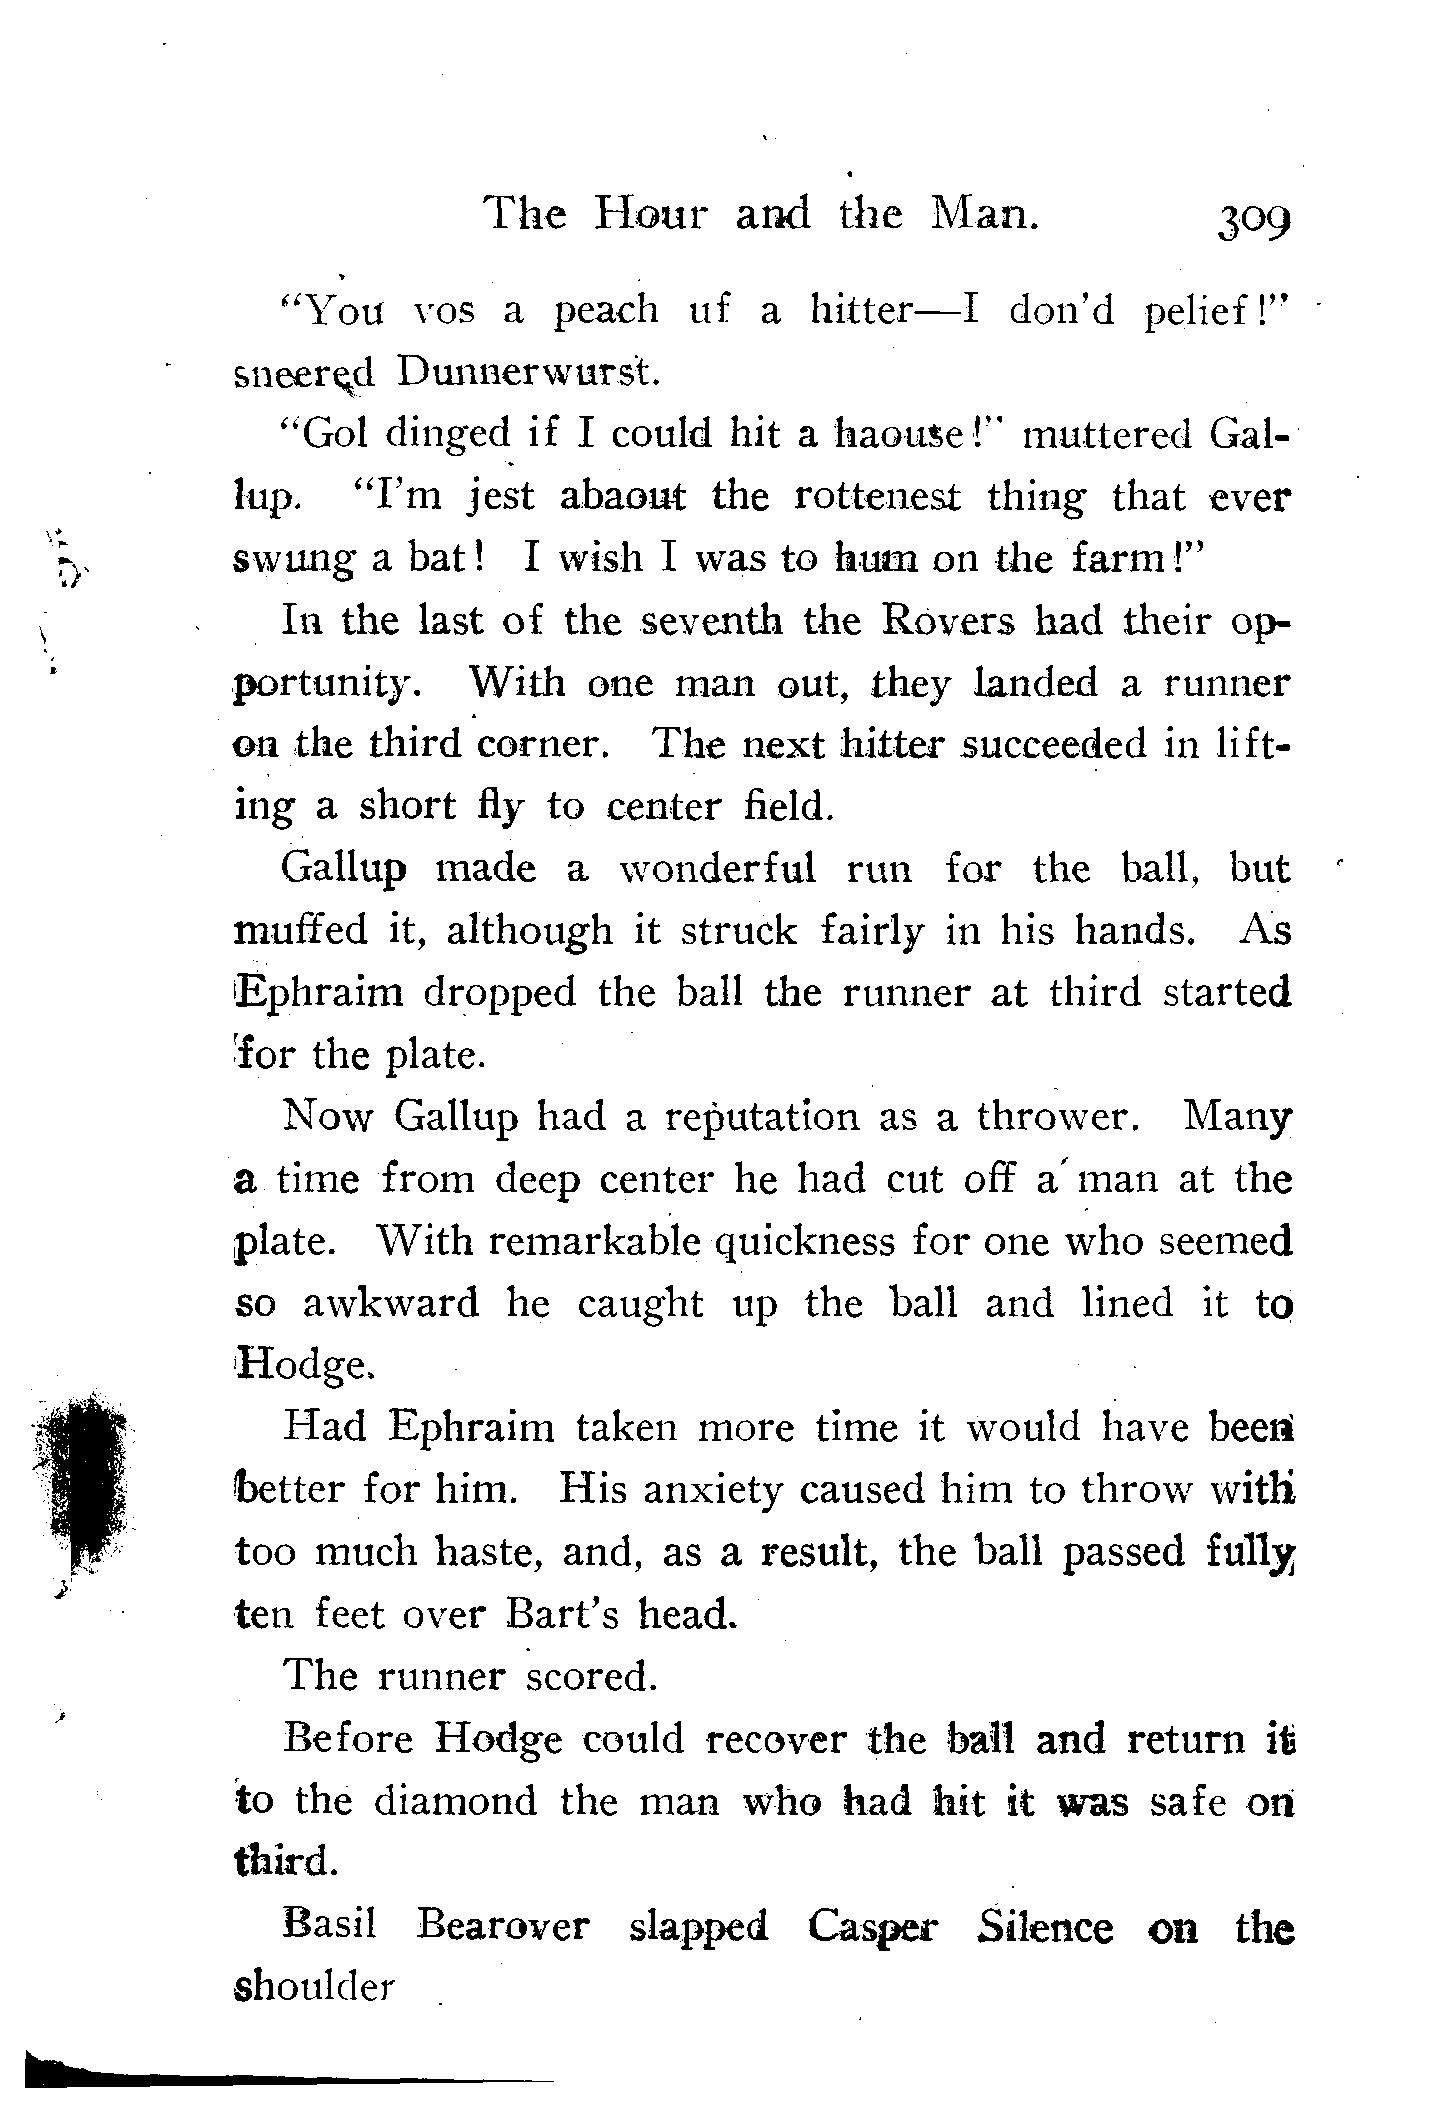 The Hour and the Man. 309
"You vos a peach uf a hitter—I don'd pelief!"
sneered Dunnerwurst.
"Gol dinged if I could hit a haouse!" muttered Gal-
lup. "I'm jest abaout the rottenest thing that ever
swung a bat! I wish I was to hum on the farm!"
In the last of the seventh the Rovers had their op-
portunity. With one man out, they landed a runner
on the third corner. The next hitter succeeded in lift-
ing a short fly to center field.
Gallup made a wonderful run for the ball, but
muffed it, although it struck fairly in his hands. As
Ephraim dropped the ball the runner at third started
for the plate.
Now Gallup had a reputation as a thrower. Many
a time from deep center he had cut off a man at the
plate. With remarkable quickness for one who seemed
so awkward he caught up the ball and lined it to
Hodge.
Had Ephraim taken more time it would have been
better for him. His anxiety caused him to throw with
too much haste, and, as a result, the ball passed fully
ten feet over Bart's head.
The runner scored.
Before Hodge could recover the ball and return it
to the diamond the man who had hit it was safe on
third.
Basil Bearover slapped Casper Silence on the
shoulder